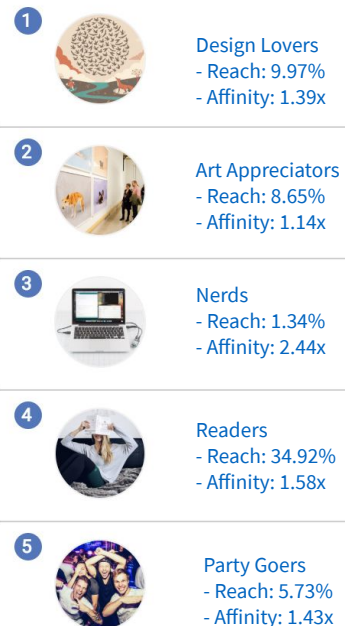 1
Design Lovers
- Reach: 9.97%
- Affinity: 1.39x
2
Art Appreciators
- Reach: 8.65%
- Affinity: 1.14x
3
Nerds
- Reach: 1.34%
- Affinity: 2.44x
4
Readers
- Reach: 34.92%
- Affinity: 1.58x
5
Party Goers
- Reach: 5.73%
- Affinity: 1.43x